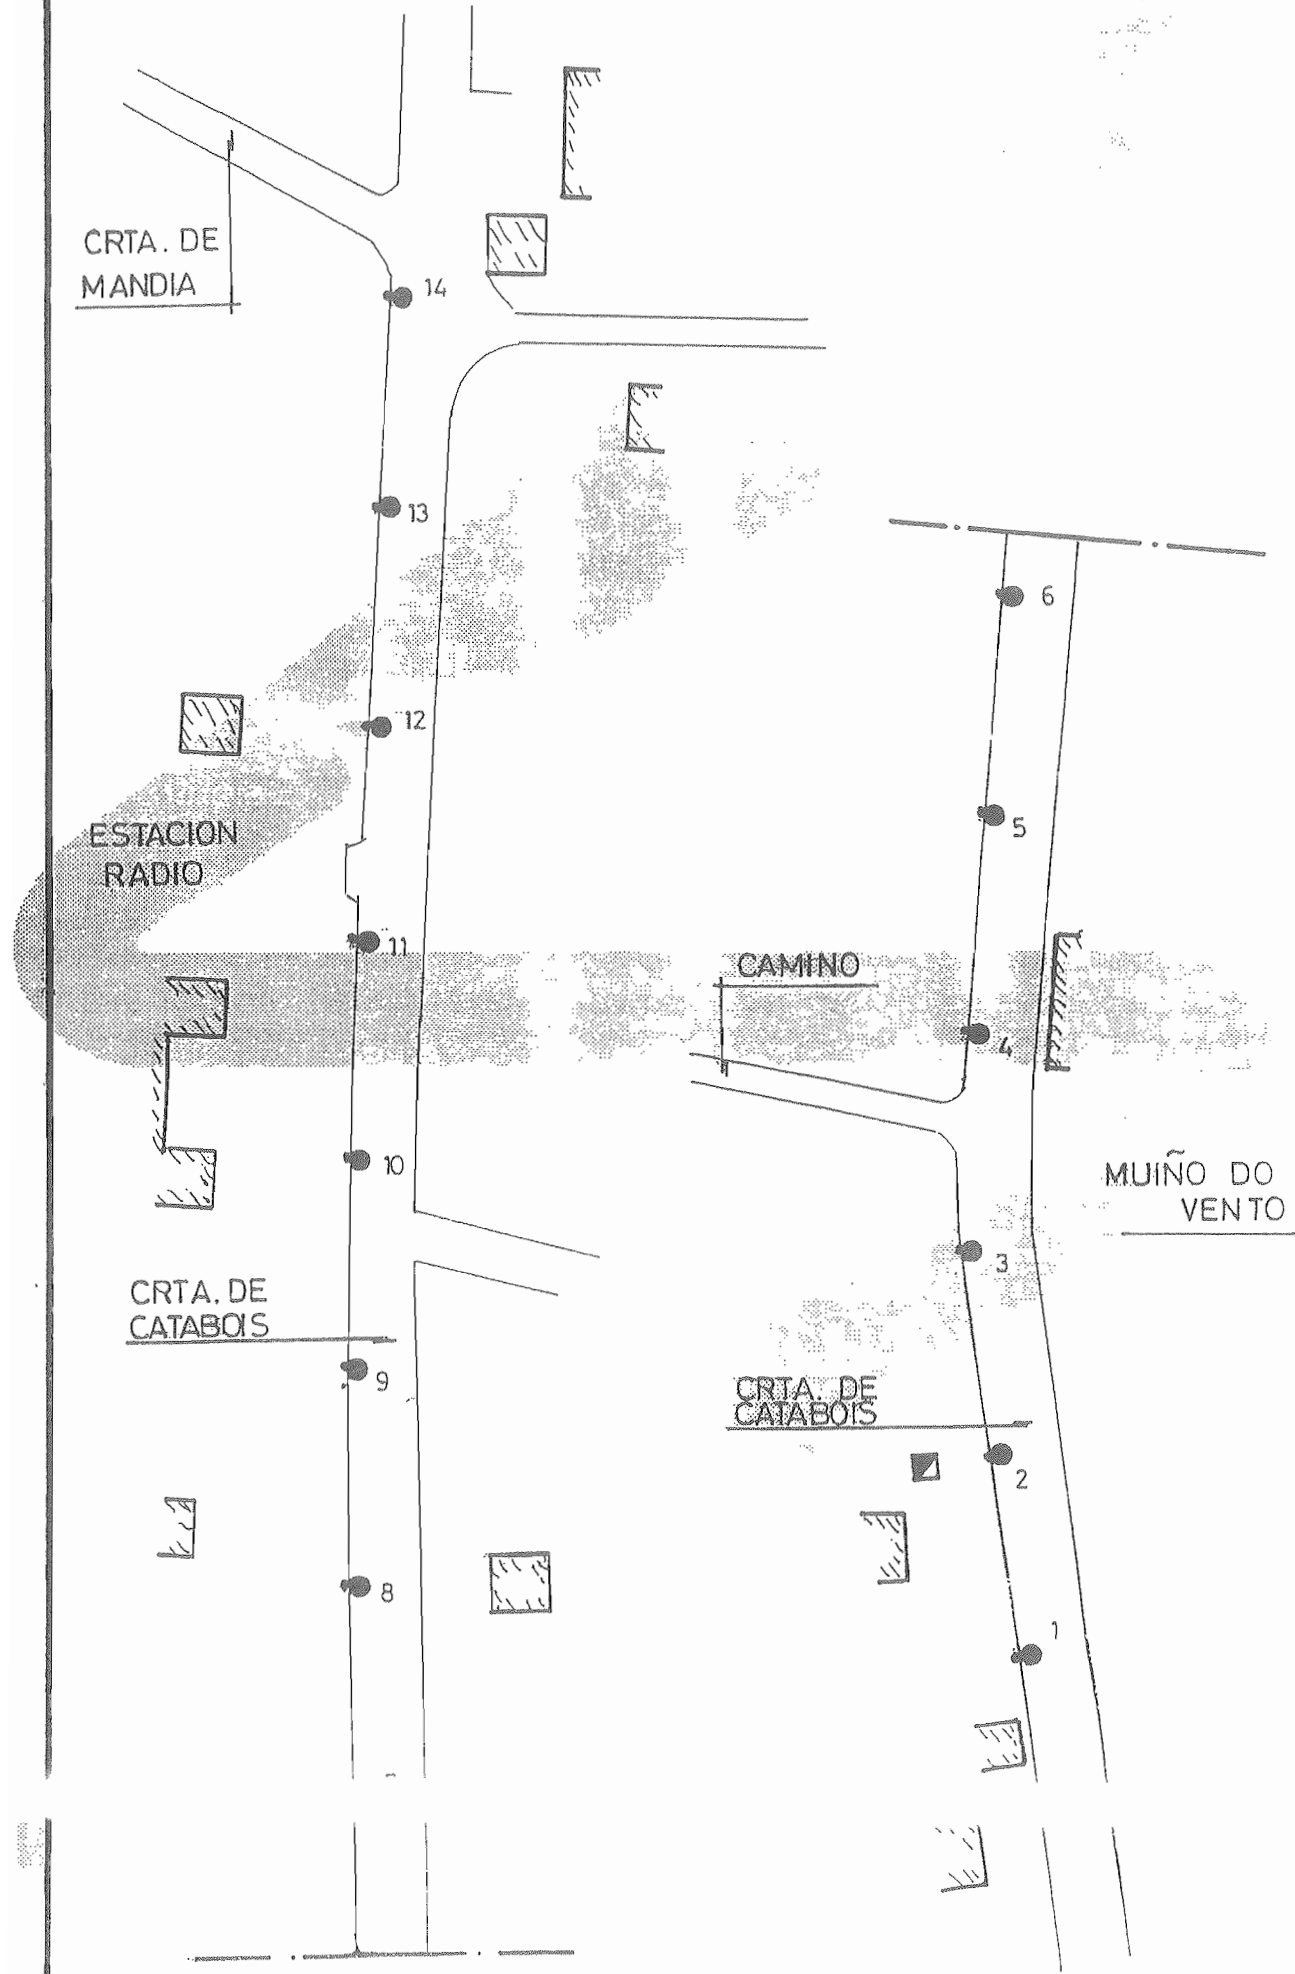 CRTA. DE
MANDIA
14
13
12
ESTACION
RADIO
11
10
CRTA. DE
CATABOIS
9
8
6
5
CAMINO
4
MUIÑO DO
VENTO
3
CRTA. DE
CATABOIS
2
1